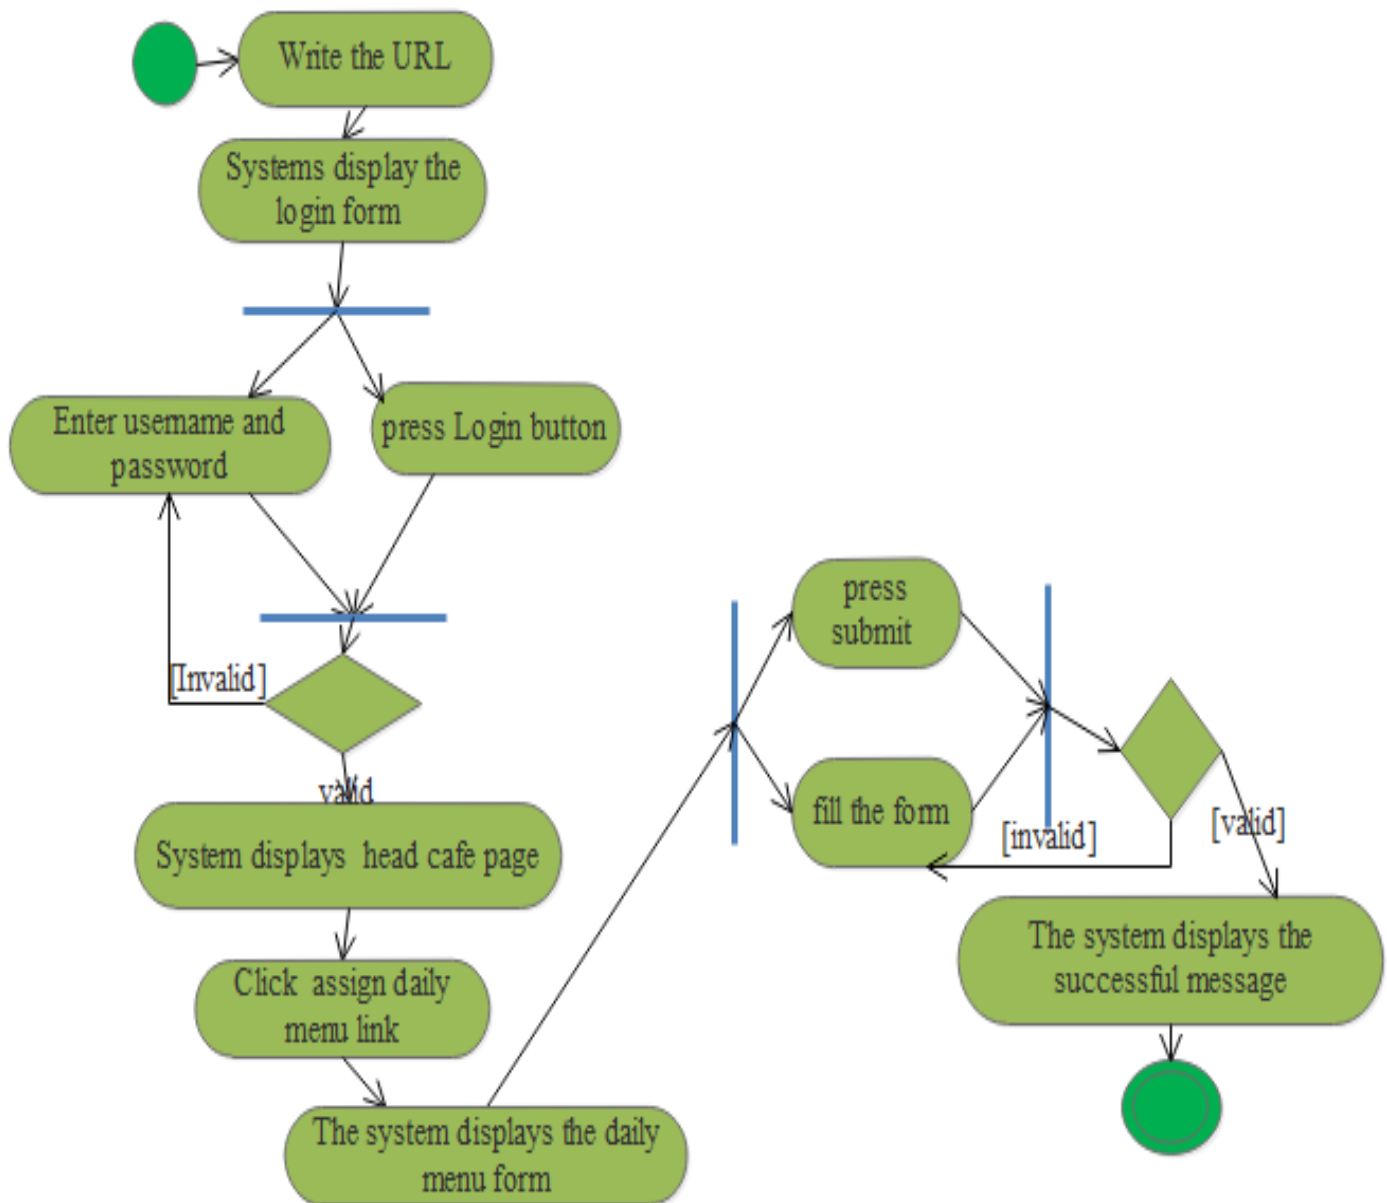 Write the URL
Systems display the
login form
Enter username and
password
press Login button
[Invalid]
valid
System displays head cafe page
Click assign daily
menu link
The system displays the daily
menu form
press
submit
fill the form
[invalid]
[valid]
The system displays the
successful message